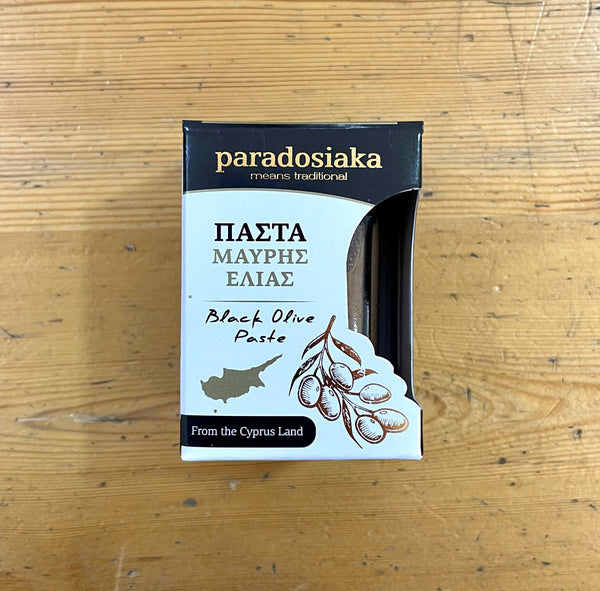 paradosiaka
means traditional
ΠΑΣΤΑ
ΜΑΥΡΗΣ
ΕΛΙΑΣ
Black Olive
Paste
From the Cyprus Land